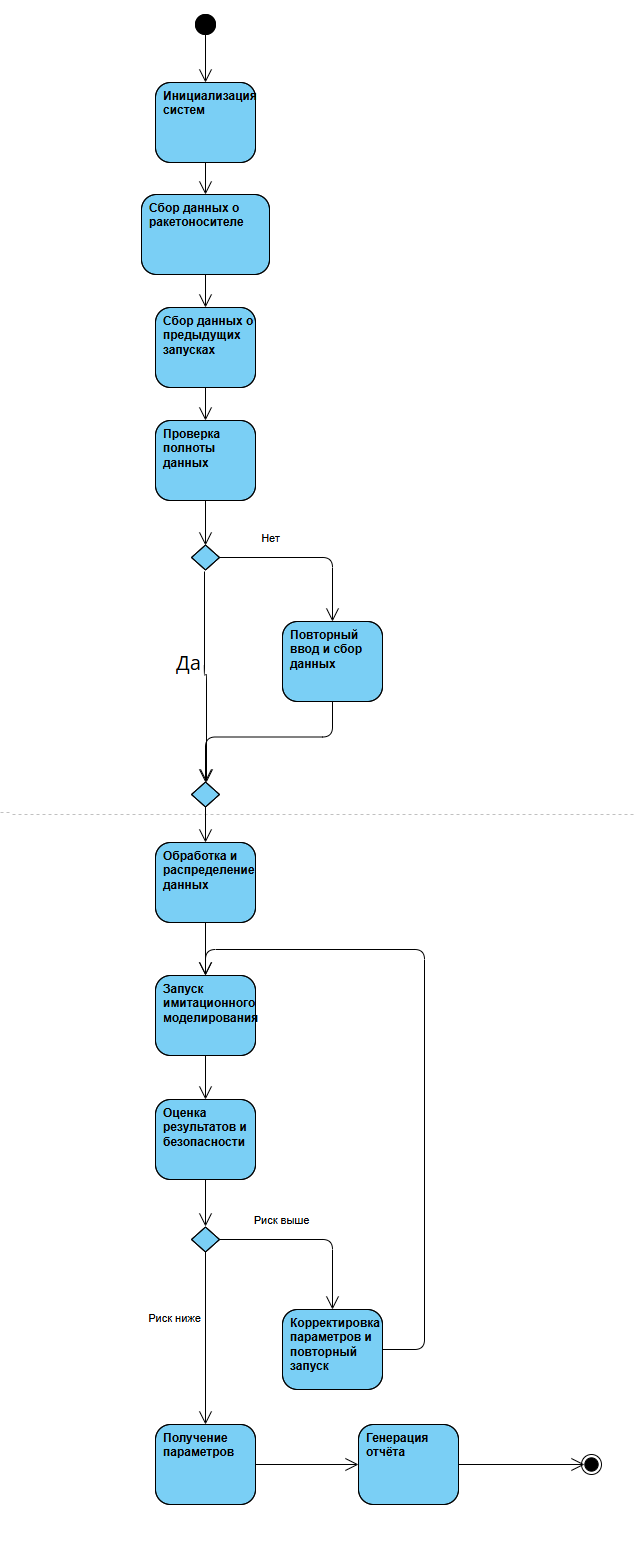 Инициализация
систем
Сбор данных о
ракетоносителе
Сбор данных о
предыдущих
запусках
Проверка
полноты
данных
Нет
Повторный
ввод и сбор
данных
Да
Обработка и
распределение
данных
Запуск
имитационного
моделирования
Оценка
результатов и
безопасности
Риск выше
Риск ниже
Корректировка
параметров и
повторный
запуск
Получение
параметров
Генерация
отчёта